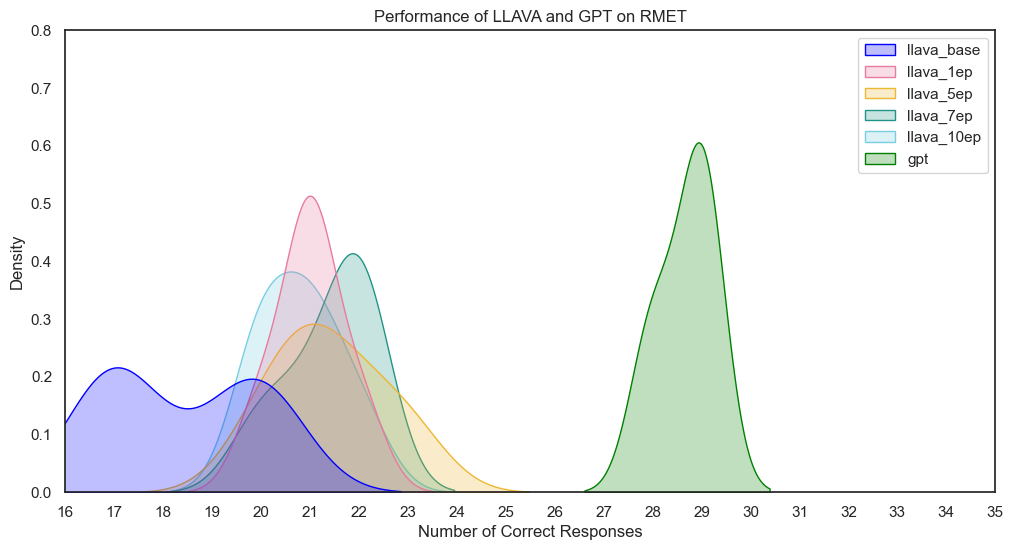 Performance of LLAVA and GPT on RMET
0.8
0.7
0.6
0.5
0.4
0.3
0.2
0.1
0.0
Density
llava_base
llava_1ep
llava_5ep
llava_7ep
llava_10ep
gpt
16 17 18 19 20 21 22 23 24 25 26 27 28 29 30 31 32 33 34 35
Number of Correct Responses